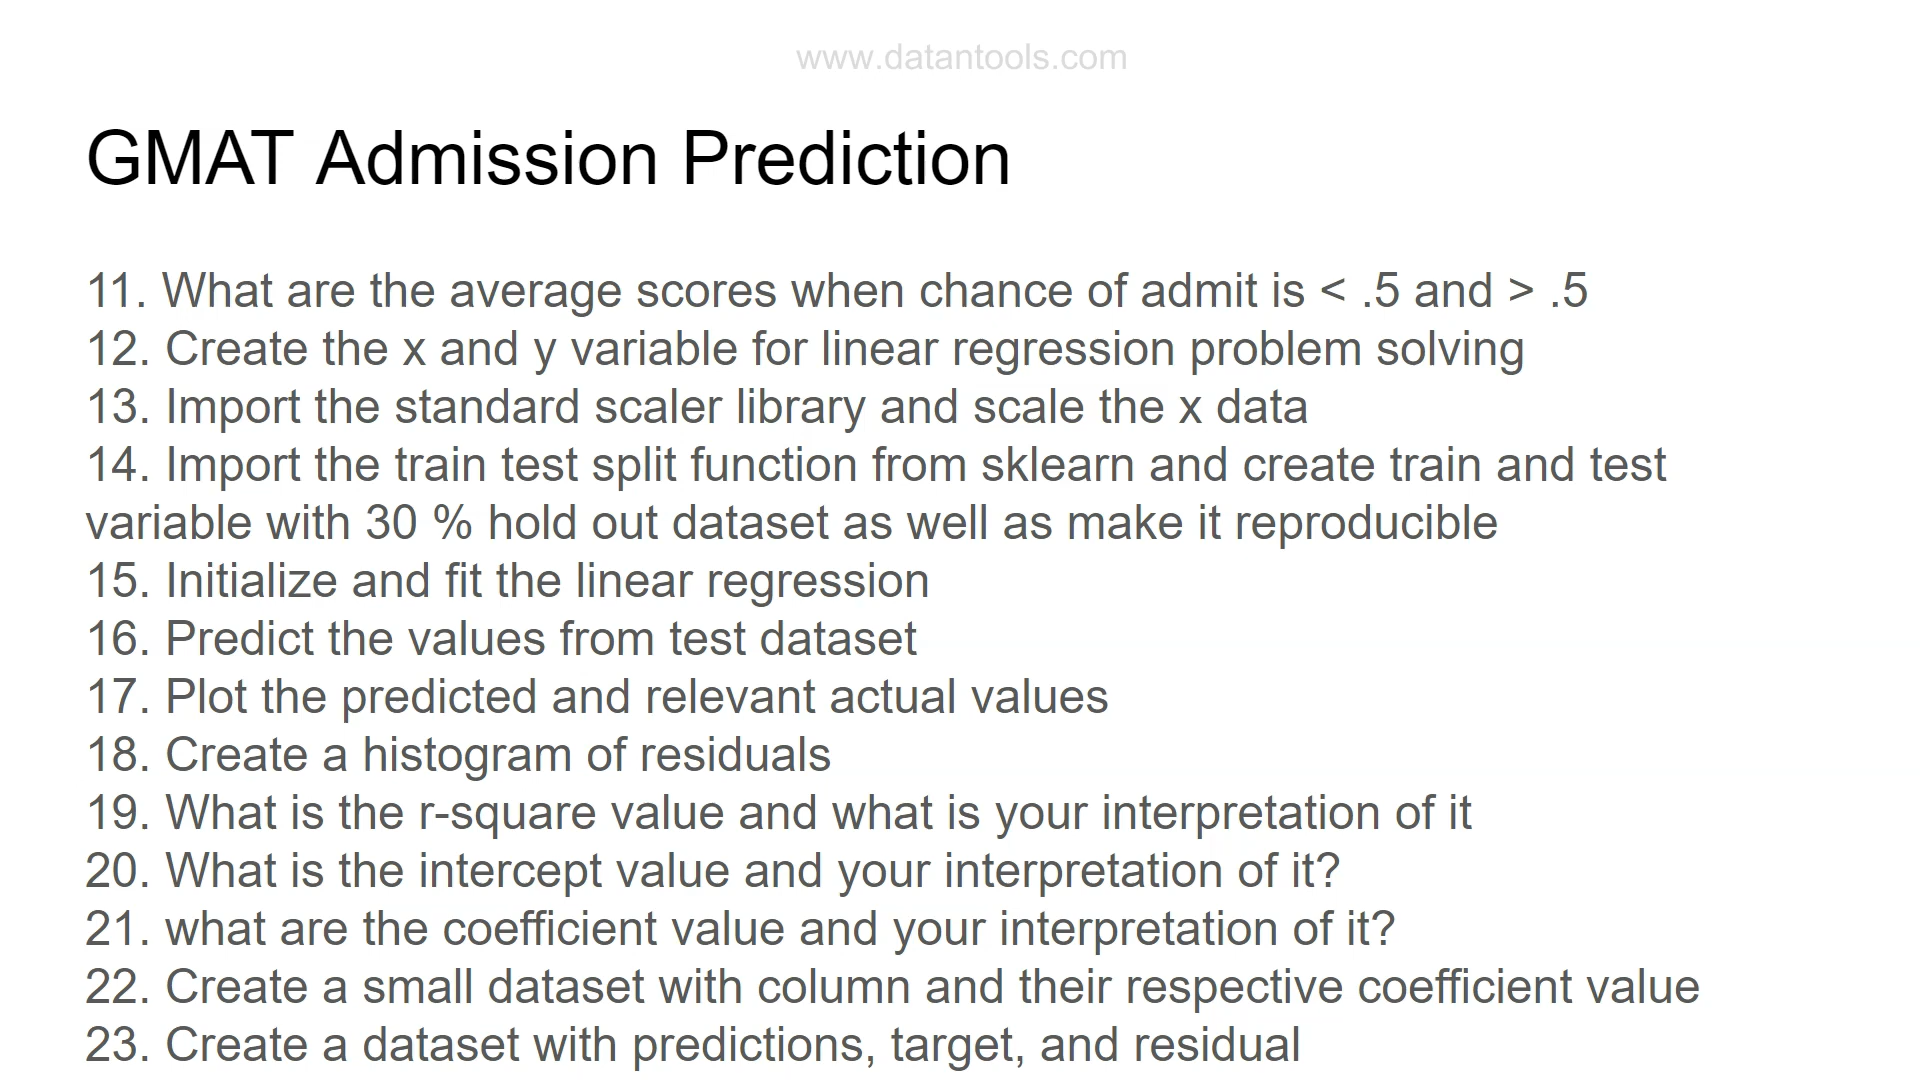 www.datantools.com
GMAT Admission Prediction
11. What are the average scores when chance of admit is < .5 and > .5
12. Create the x and y variable for linear regression problem solving
13. Import the standard scaler library and scale the x data
14. Import the train test split function from sklearn and create train and test
variable with 30 % hold out dataset as well as make it reproducible
15. Initialize and fit the linear regression
16. Predict the values from test dataset
17. Plot the predicted and relevant actual values
18. Create a histogram of residuals
19. What is the r-square value and what is your interpretation of it
20. What is the intercept value and your interpretation of it?
21. what are the coefficient value and your interpretation of it?
22. Create a small dataset with column and their respective coefficient value
23. Create a dataset with predictions, target, and residual